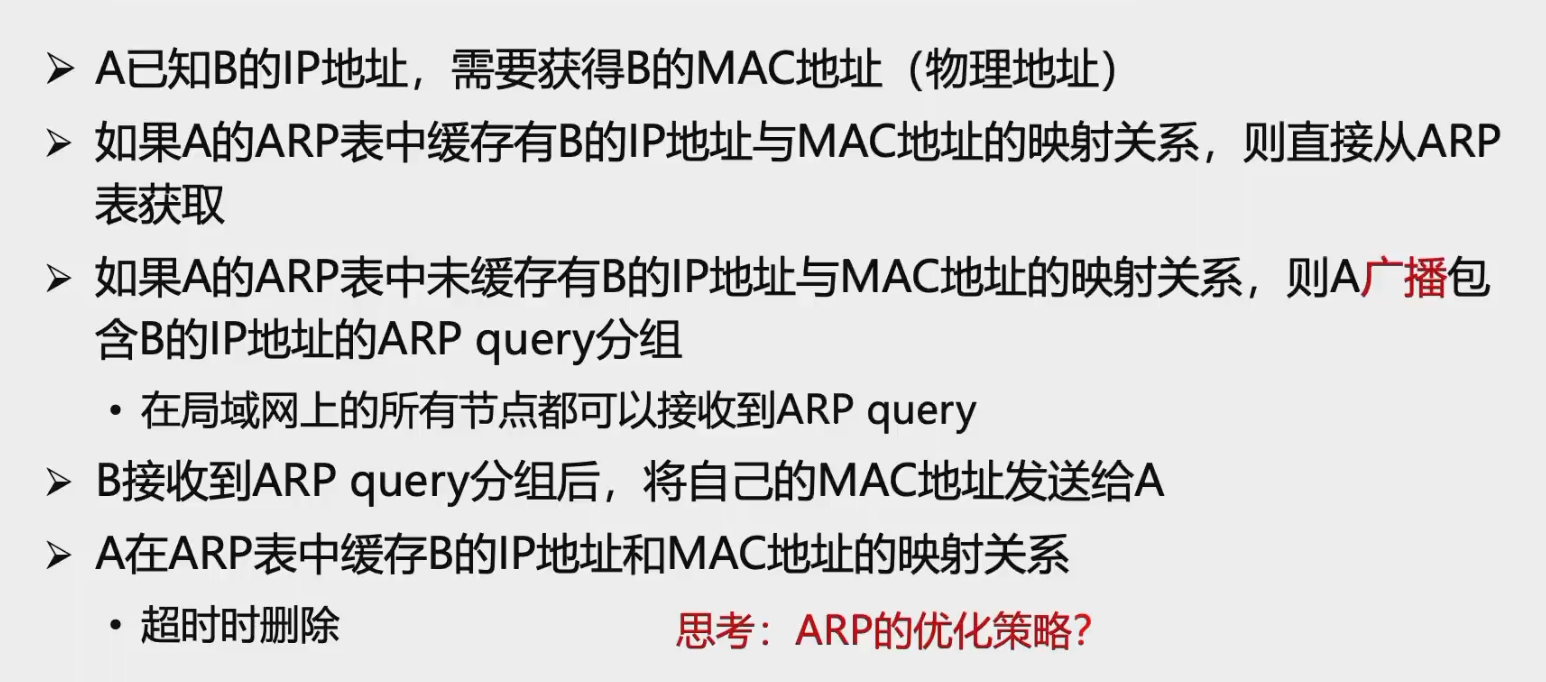 ➢ A已知B的IP地址，需要获得B的MAC地址（物理地址）
➢ 如果A的ARP表中缓存有B的IP地址与MAC地址的映射关系，则直接从ARP
表获取
➢ 如果A的ARP表中未缓存有B的IP地址与MAC地址的映射关系，则A广播包
含B的IP地址的ARP query分组
• 在局域网上的所有节点都可以接收到ARP query
➢ B接收到ARP query分组后，将自己的MAC地址发送给A
➢ A在ARP表中缓存B的IP地址和MAC地址的映射关系
• 超时时删除 思考：ARP的优化策略？